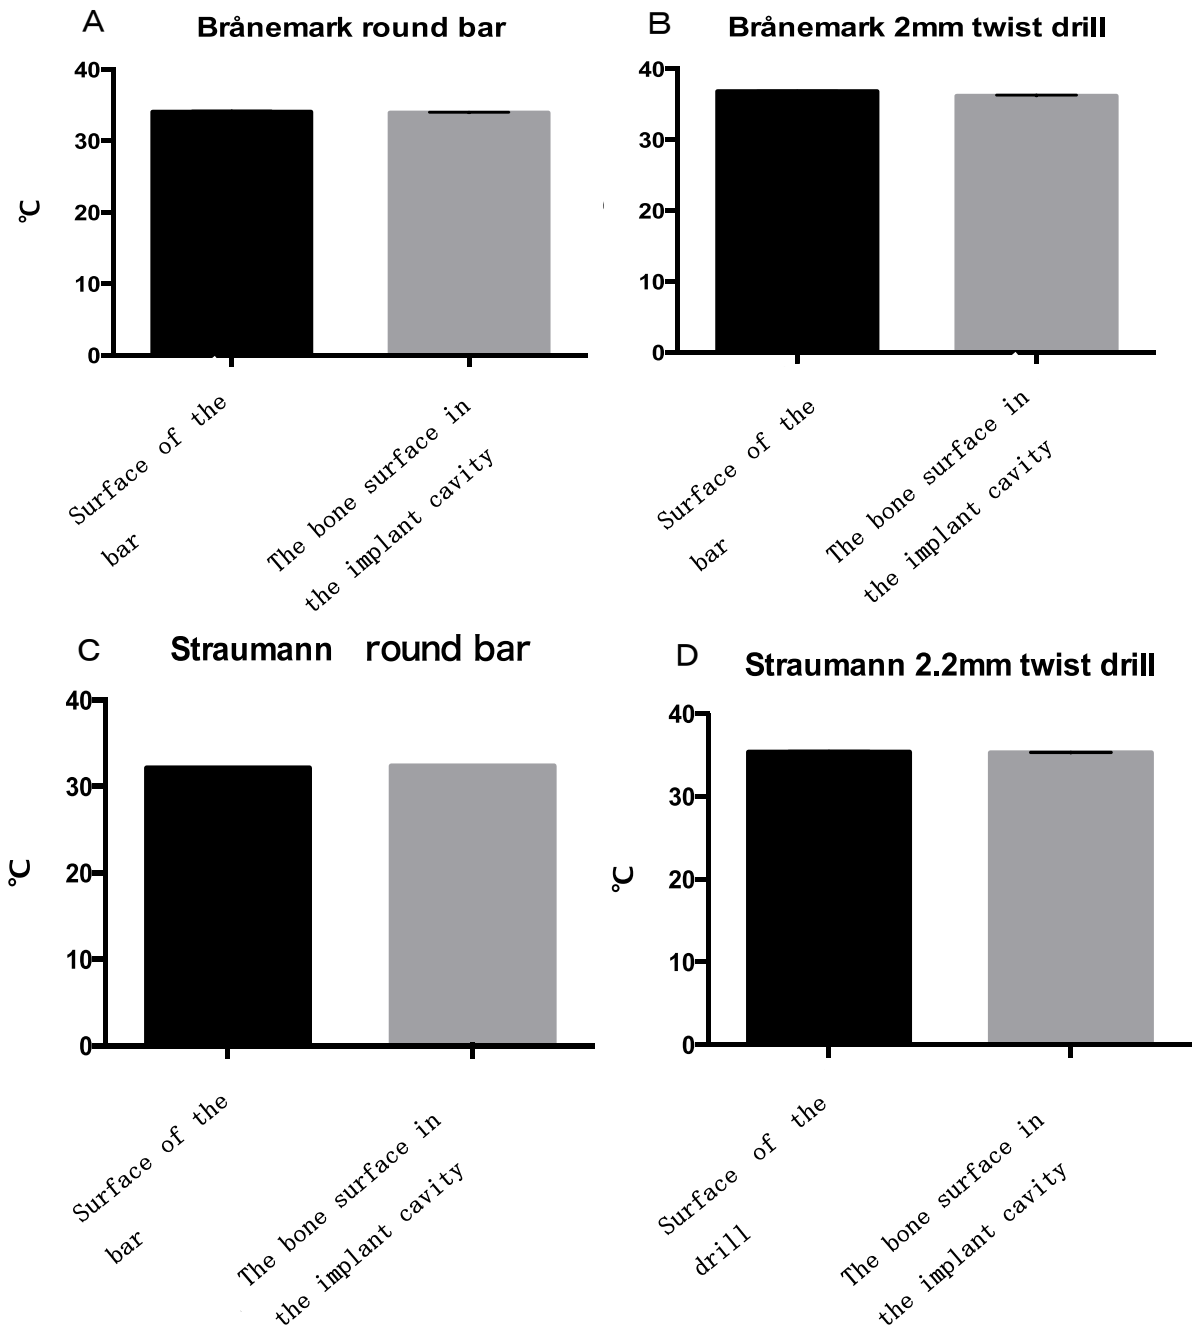 A
Brånemark round bar
40
30
20
10
0
℃
Surface of the
bar
The bone surface in
the implant cavity
B
Brånemark 2mm twist drill
40
30
20
10
0
Surface of the
bar
The bone surface in
the implant cavity
C
Straumann round bar
40
30
20
10
0
℃
Surface of the
bar
The bone surface in
the implant cavity
D
Straumann 2.2mm twist drill
40
30
20
10
0
℃
Surface of the
drill
The bone surface in
the implant cavity